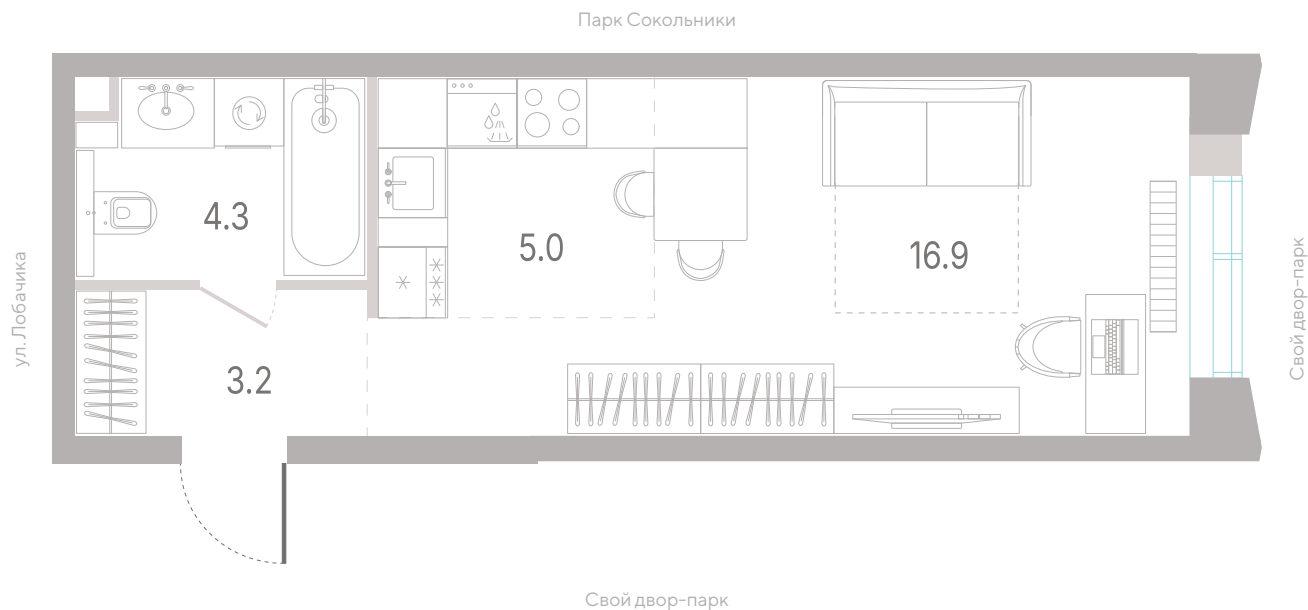 Парк Сокольники
4.3
5.0
16.9
3.2
ул. Лобачика
Свой двор-парк
Свой двор-парк